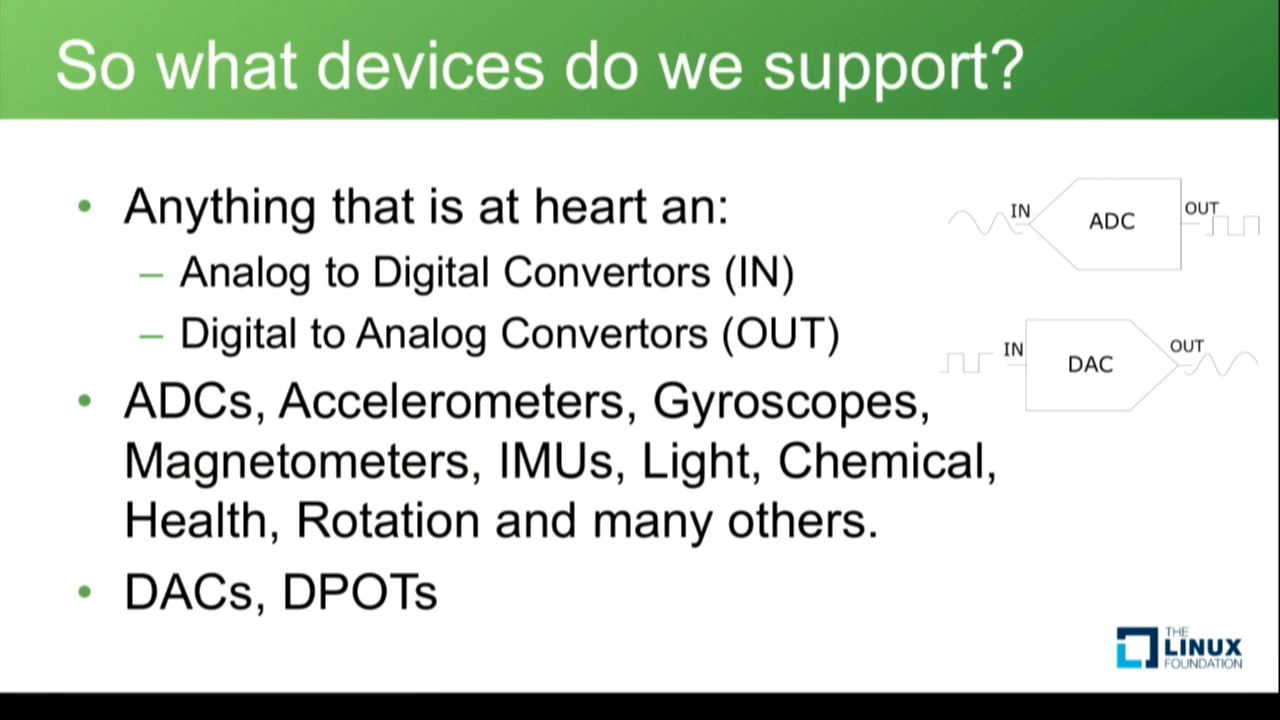 So what devices do we support?
• Anything that is at heart an:
– Analog to Digital Convertors (IN)
– Digital to Analog Convertors (OUT)
• ADCs, Accelerometers, Gyroscopes,
Magnetometers, IMUs, Light, Chemical,
Health, Rotation and many others.
• DACs, DPOTs
IN ADC OUT
IN DAC OUT
THE
LINUX
FOUNDATION